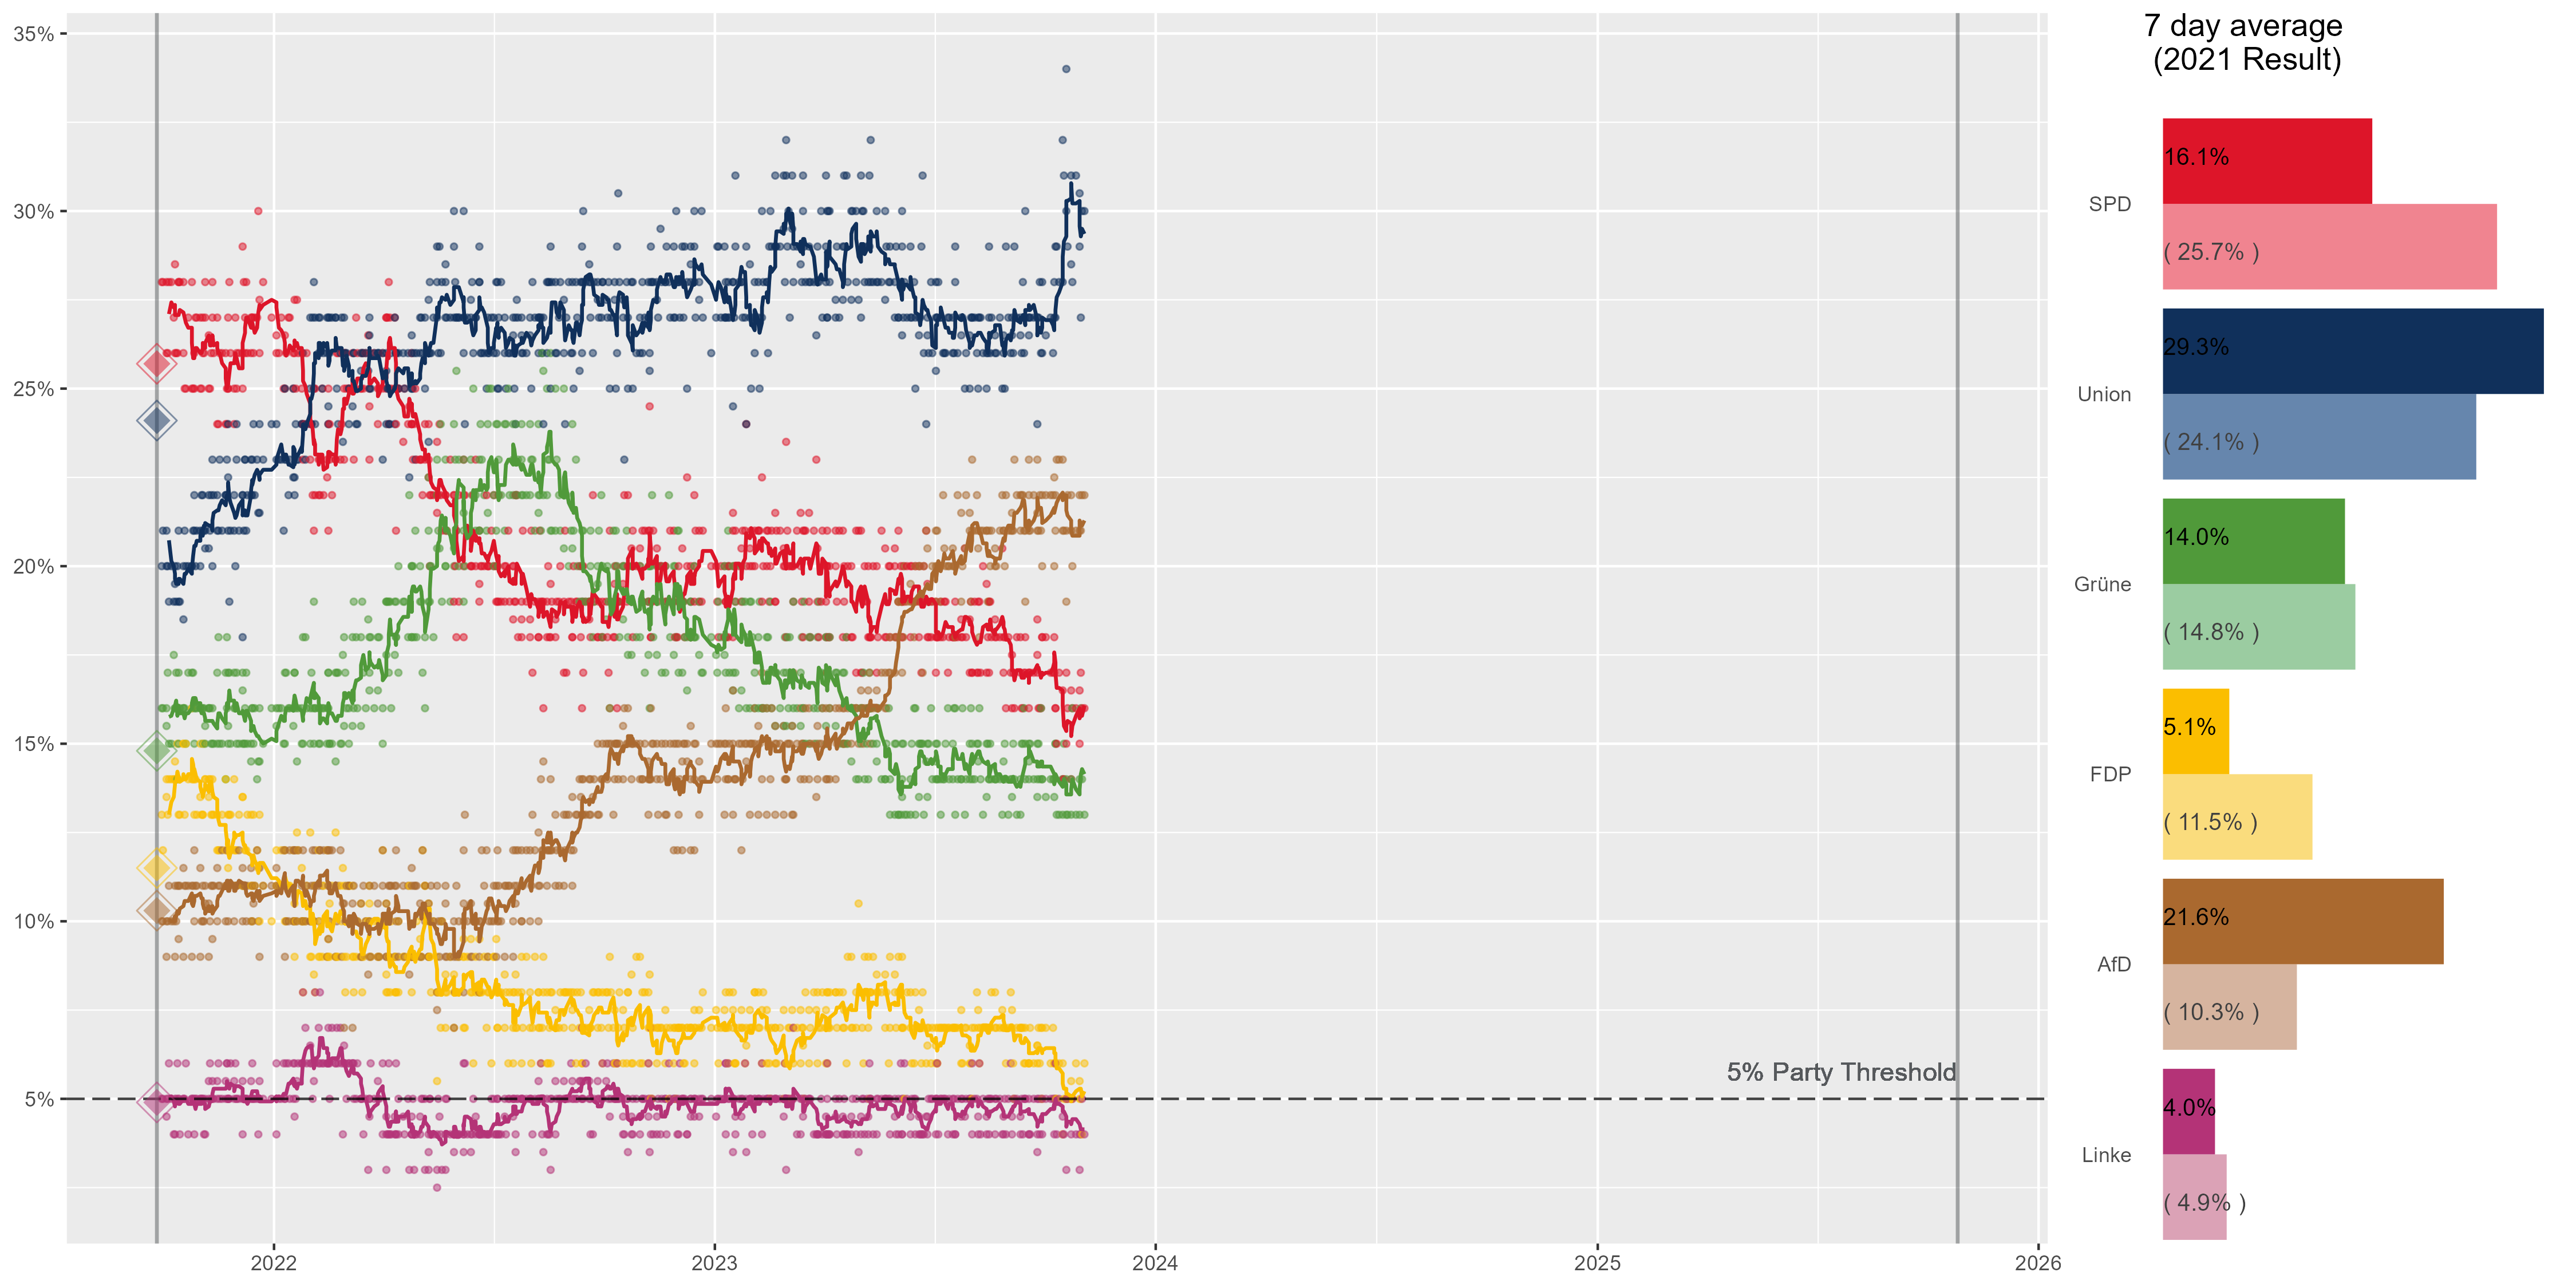 35%
30%
25%
20%
15%
10%
5%
2022
2023
2024
2025
2026
5% Party Threshold
7 day average
(2021 Result)
SPD
16.1%
( 25.7% )
Union
29.3%
( 24.1% )
Grüne
14.0%
( 14.8% )
FDP
5.1%
( 11.5% )
AfD
21.6%
( 10.3% )
Linke
4.0%
( 4.9% )